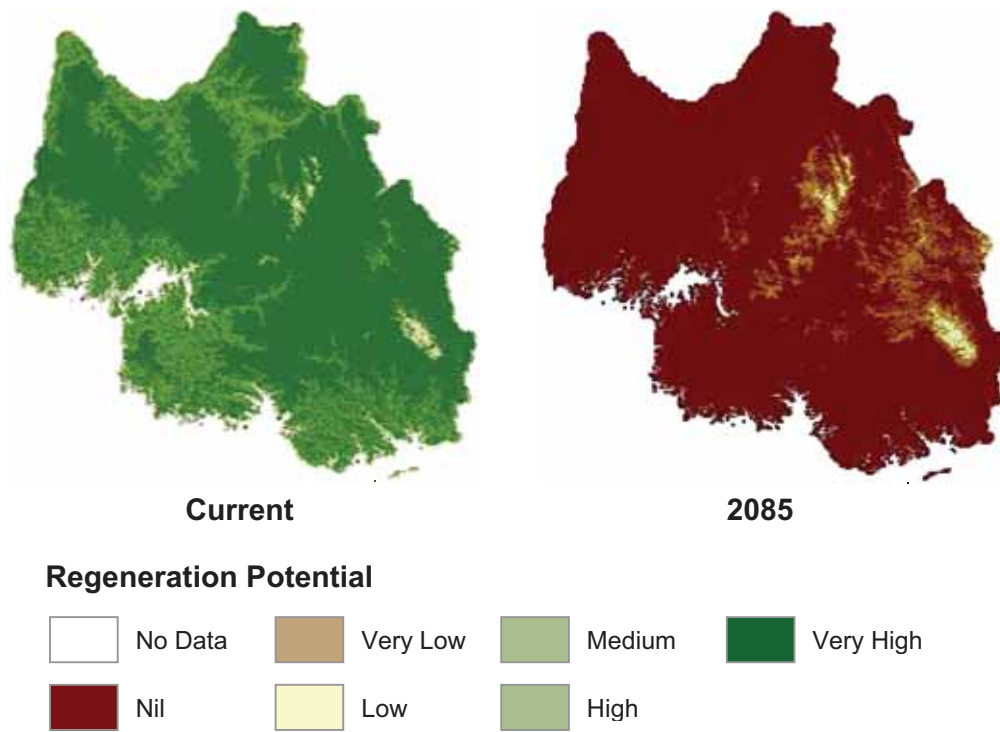 Current
2085
Regeneration Potential
No Data
Very Low
Medium
Very High
Nil
Low
High